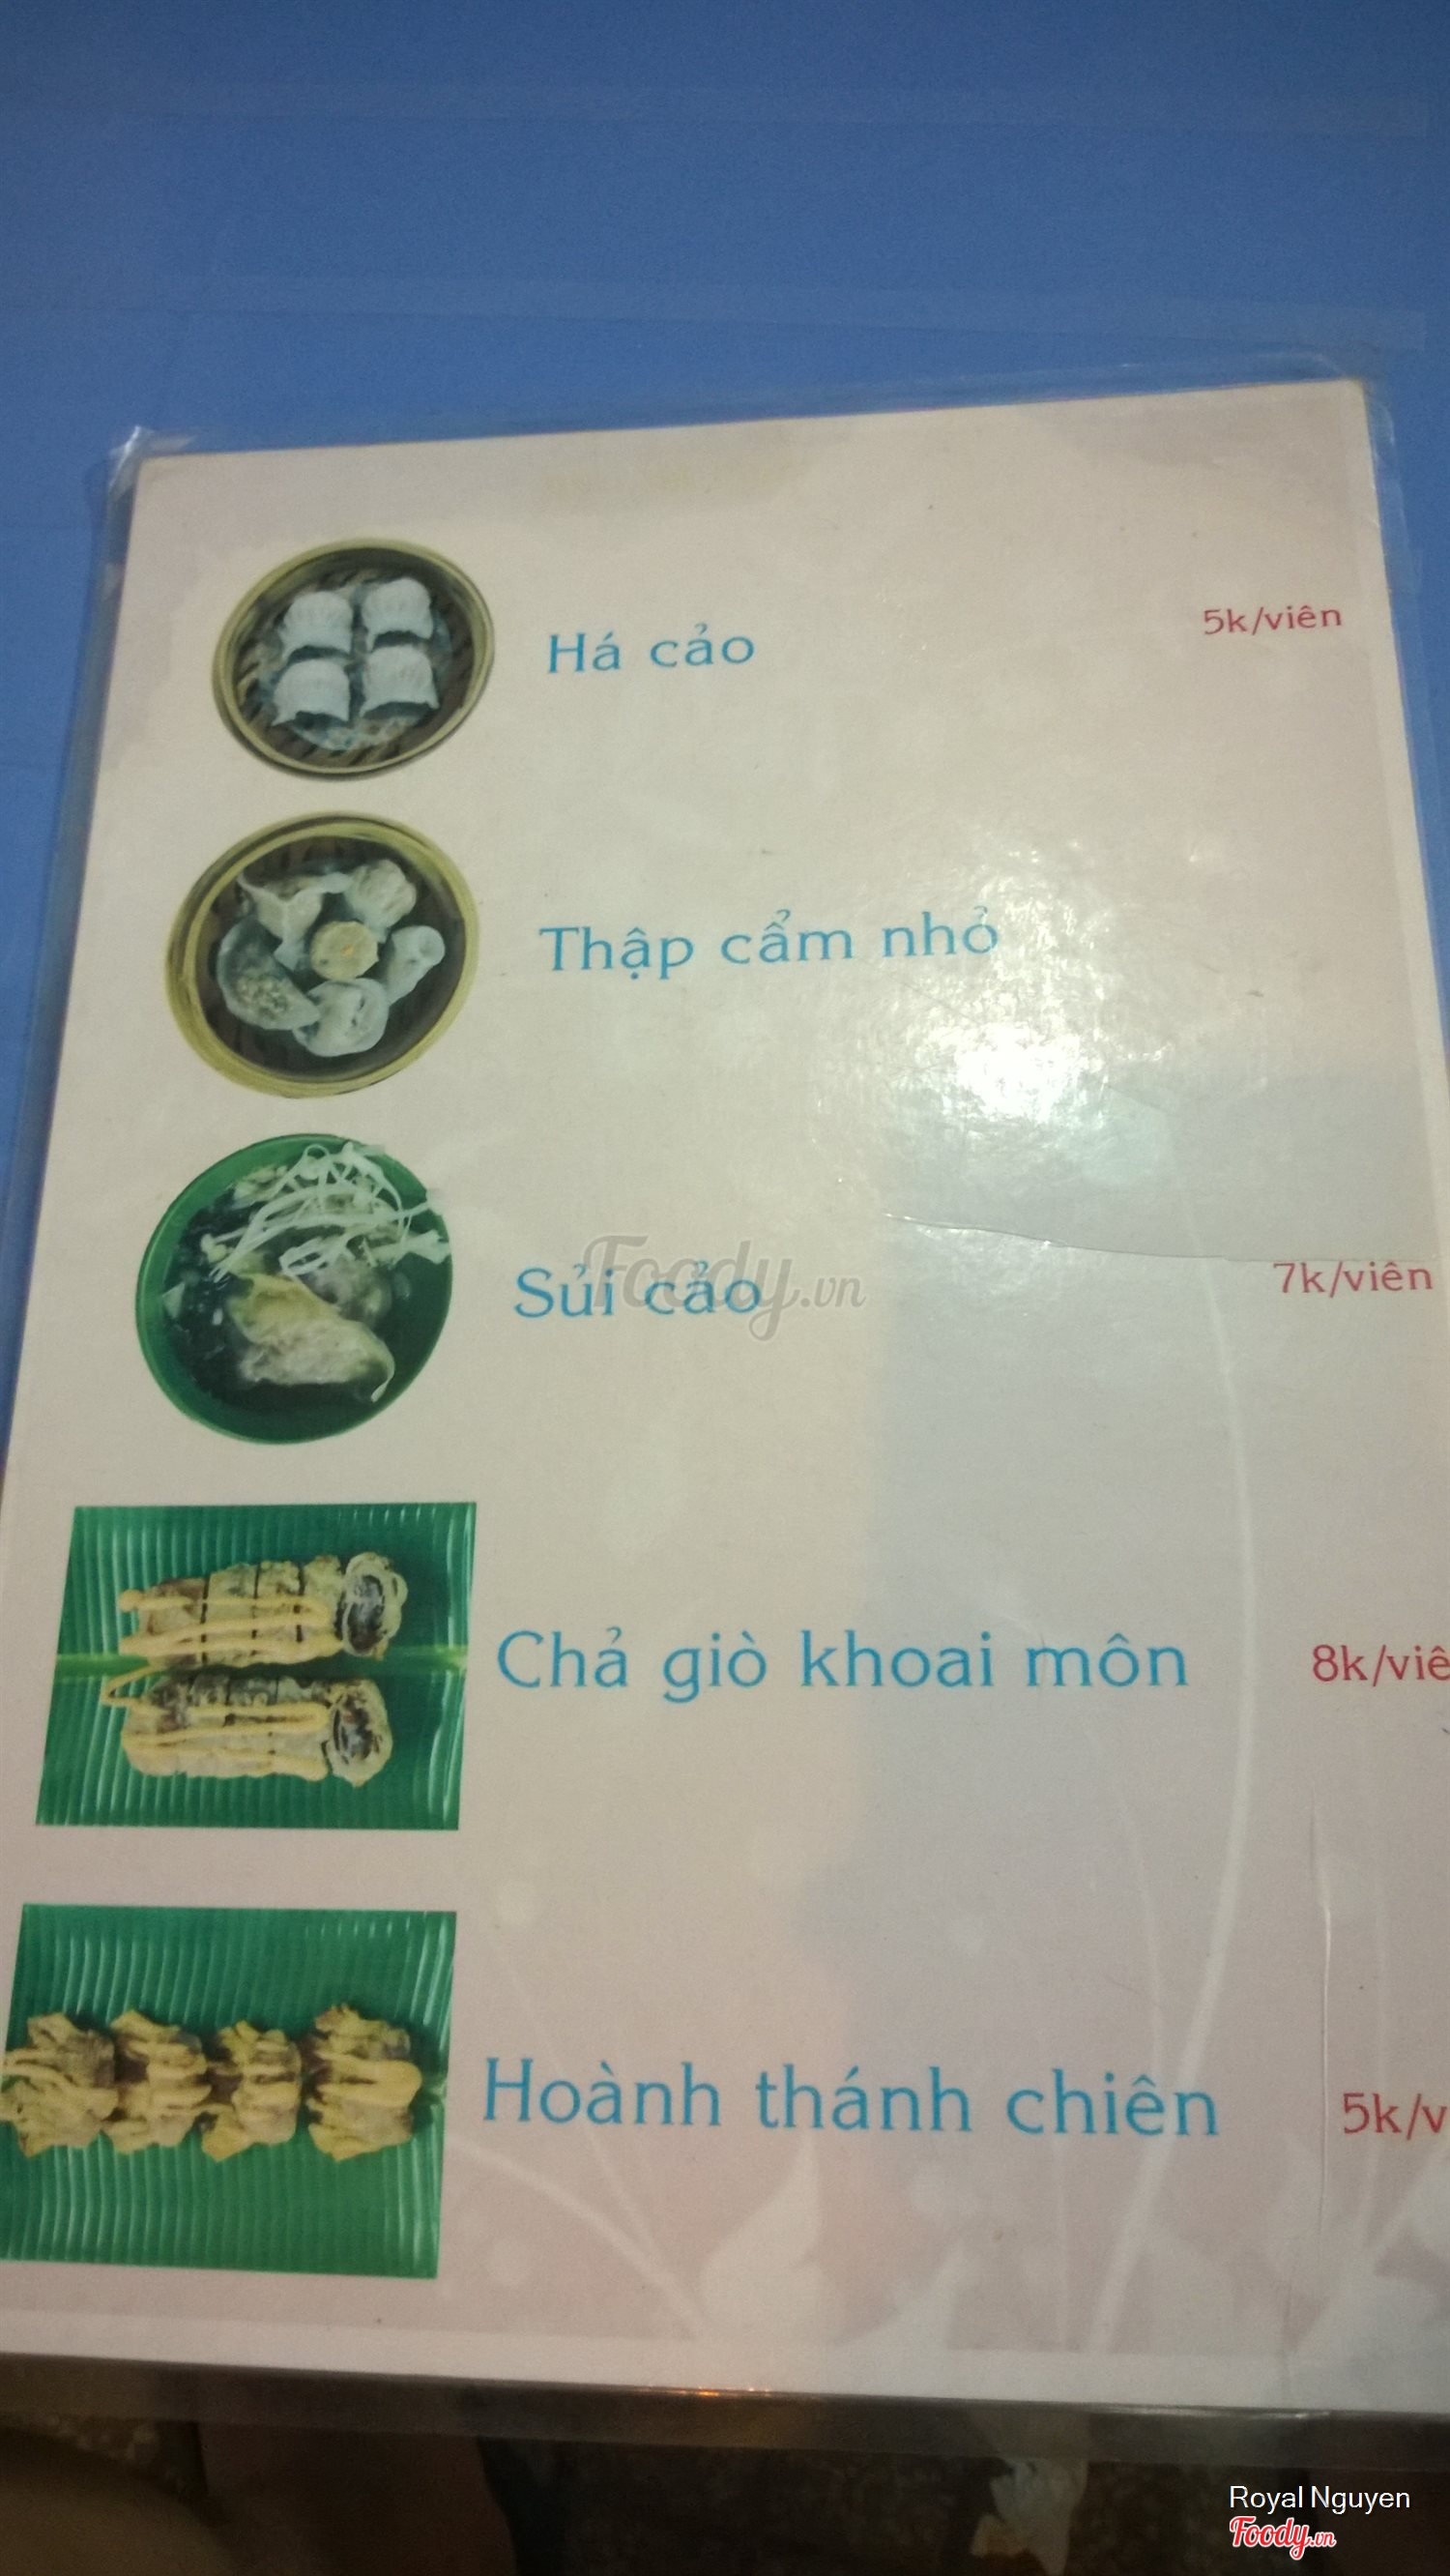 Há cảo 5k/viên
Thập cẩm nhỏ
Sủi cảo 7k/viên
Foody.vn
Chả giò khoai môn 8k/viê
Hoành thánh chiên 5k/v
Royal Nguyen
Foody.vn